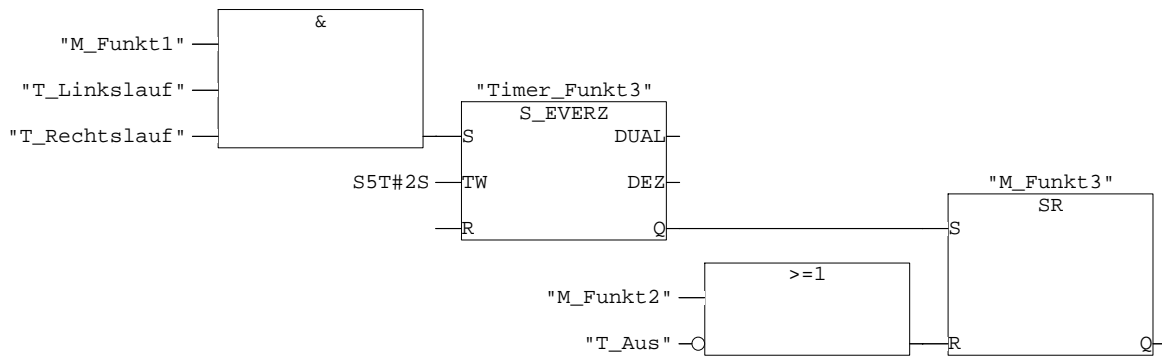 &
"M_Funkt1"
"T_Linkslauf"
"T_Rechtslauf"
"Timer_Funkt3"
S_EVERZ
S DUAL
S5T#2S TW DEZ
R Q
"M_Funkt3"
SR
S
>=1
"M_Funkt2"
"T_Aus"
R Q